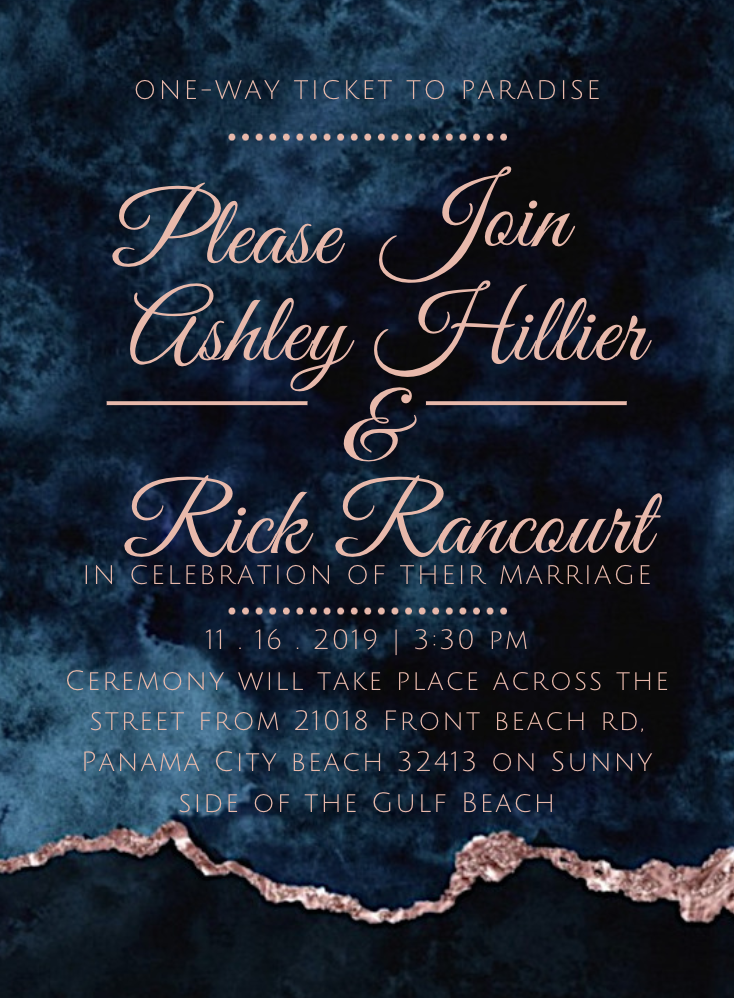 ONE-WAY TICKET TO PARADISE
Please Join
Ashley Hillier
&
Rick Rancourt
IN CELEBRATION OF THEIR MARRIAGE
11 . 16 . 2019 | 3:30 PM
Ceremony will take place across the
street from 21018 Front beach rd,
Panama City beach 32413 on Sunny
side of the Gulf Beach